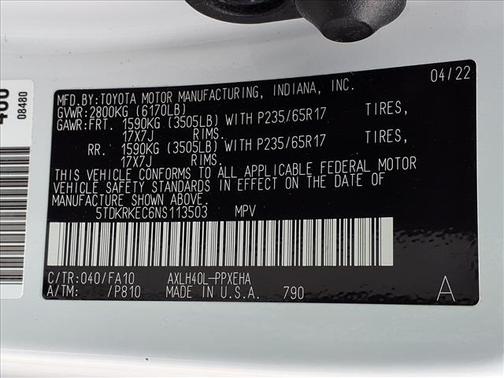 MFD. BY: TOYOTA MOTOR MANUFACTURING, INDIANA, INC. 04/22
GVWR: 2800KG (6170LB)
GAWR: FRT. 1590KG (3505LB) WITH P235/65R17 TIRES,
17X7J RIMS.
RR. 1590KG (3505LB) WITH P235/65R17 TIRES,
17X7J RIMS.
THIS VEHICLE CONFORMS TO ALL APPLICABLE FEDERAL MOTOR
VEHICLE SAFETY STANDARDS IN EFFECT ON THE DATE OF
MANUFACTURE SHOWN ABOVE.
5TDKRKEC6NS113503 MPV
C/TR: 040/FA10 AXLH40L-PPXEHA
A/TM: /P810 MADE IN U.S.A. 790 A
08480